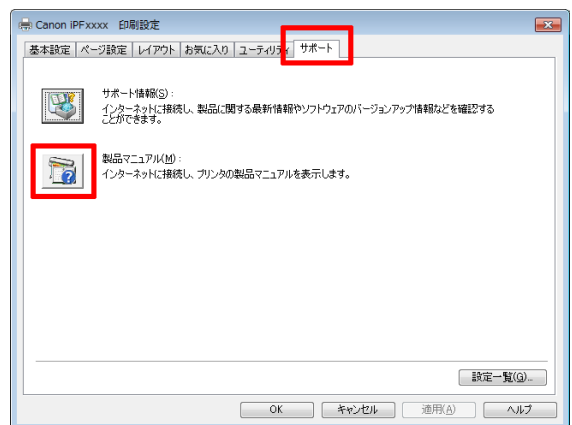 Canon iPFxxxx 印刷設定
基本設定 ページ設定 レイアウト お気に入り ユーティリティ サポート
サポート情報(S) :
インターネットに接続し、製品に関する最新情報やソフトウェアのバージョンアップ情報などを確認する
ことができます。
製品マニュアル(M) :
インターネットに接続し、プリンタの製品マニュアルを表示します。
設定一覧(G)...
OK キャンセル 適用(A) ヘルプ